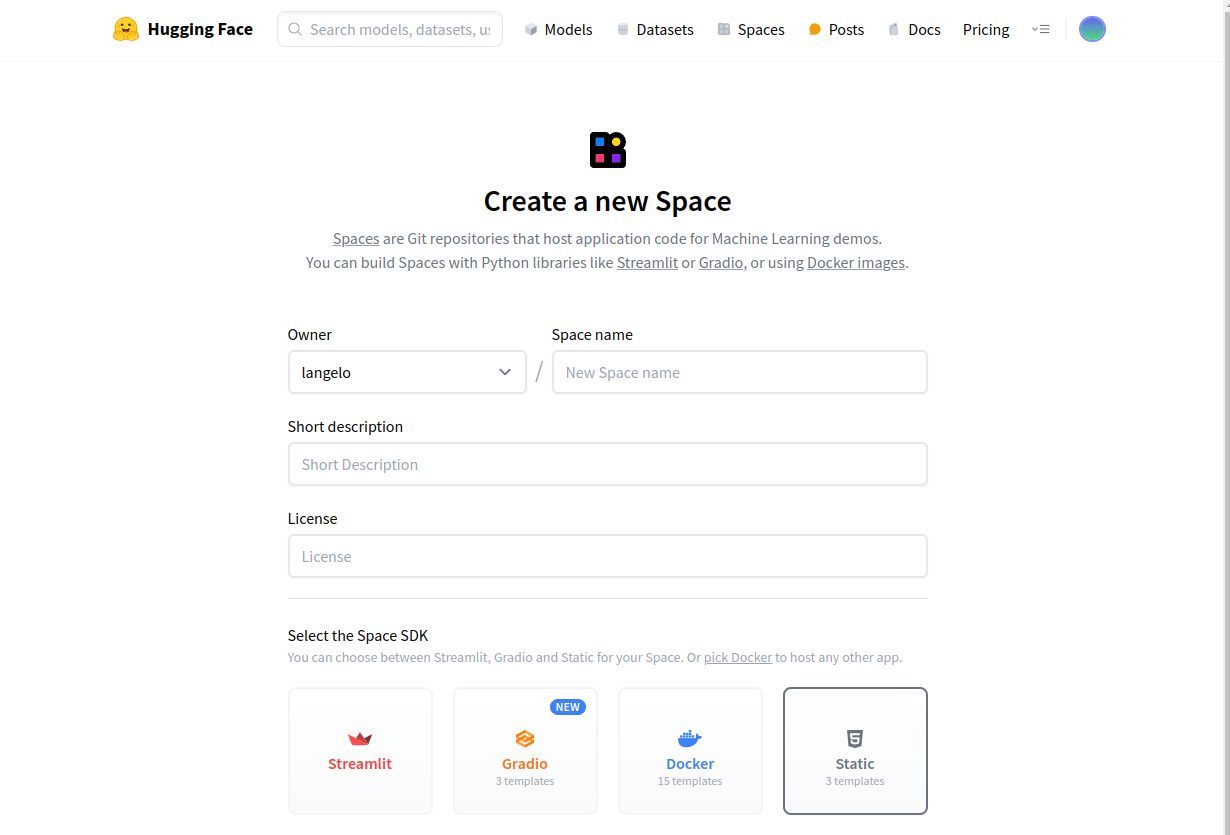 Hugging Face
Search models, datasets, us
Models
Datasets
Spaces
Posts
Docs
Pricing
Create a new Space
Spaces are Git repositories that host application code for Machine Learning demos.
You can build Spaces with Python libraries like Streamlit or Gradio, or using Docker images.
Owner
Space name
langelo
/
New Space name
Short description
Short Description
License
License
Select the Space SDK
You can choose between Streamlit, Gradio and Static for your Space. Or pick Docker to host any other app.
Streamlit
NEW
Gradio
3 templates
Docker
15 templates
Static
3 templates